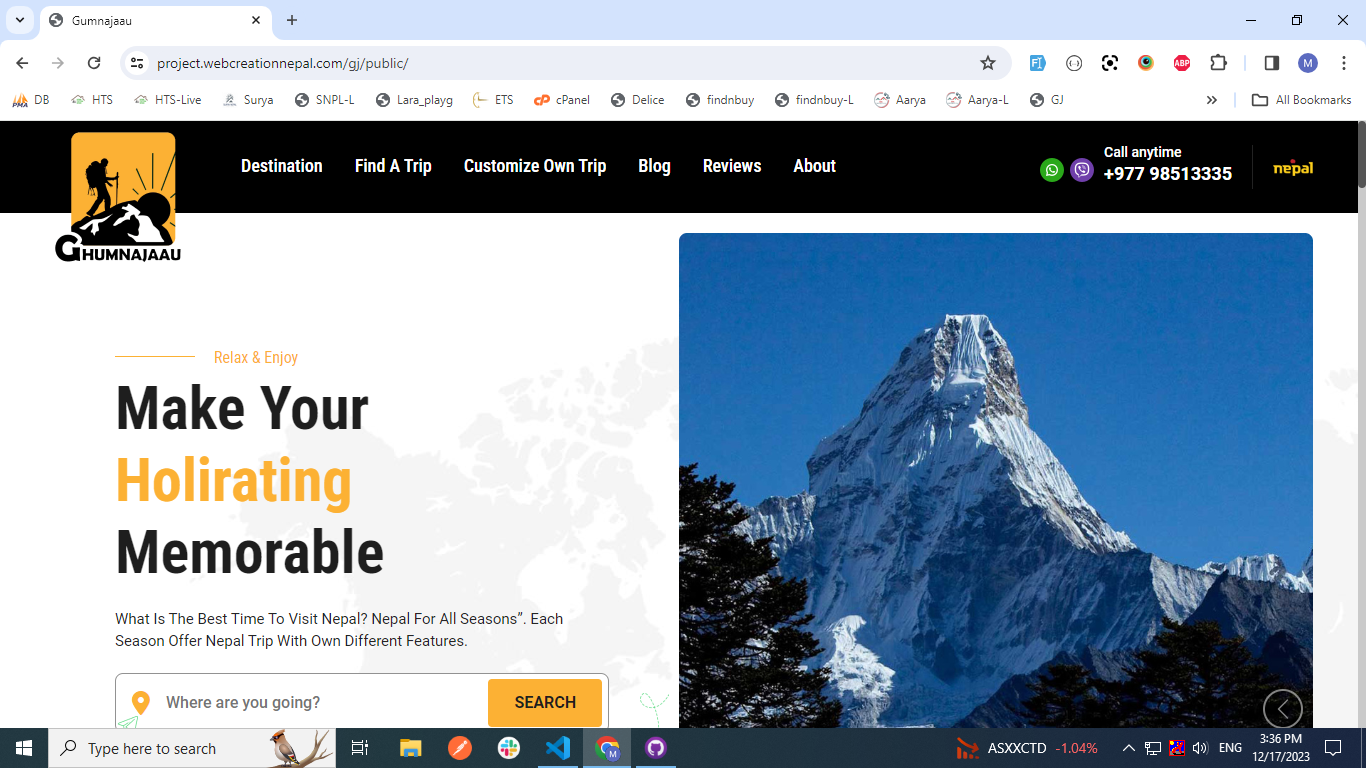 Gumnajaau
project.webcreationnepal.com/gj/public/
ABP
M
PMA DB
HTS
HTS-Live
Surya
SNPL-L
Lara_playg
ETS
cP cPanel
Delice
findnbuy
findnbuy-L
Aarya
Aarya-L
GJ
All Bookmarks
GHUMNAJAAU
Destination
Find A Trip
Customize Own Trip
Blog
Reviews
About
Call anytime
+977 98513335
nepal
Relax & Enjoy
Make Your
Holirating
Memorable
What Is The Best Time To Visit Nepal? Nepal For All Seasons”. Each
Season Offer Nepal Trip With Own Different Features.
Where are you going?
SEARCH
Type here to search
M
ASXXCTD -1.04%
ENG
3:36 PM
12/17/2023